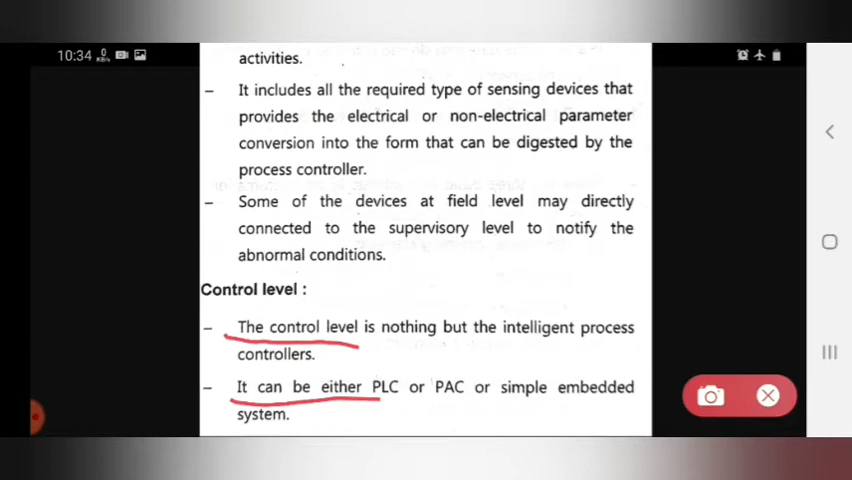 10:34 0 KB/s
activities.
– It includes all the required type of sensing devices that
provides the electrical or non-electrical parameter
conversion into the form that can be digested by the
process controller.
– Some of the devices at field level may directly
connected to the supervisory level to notify the
abnormal conditions.
Control level :
– The control level is nothing but the intelligent process
controllers.
– It can be either PLC or PAC or simple embedded
system.